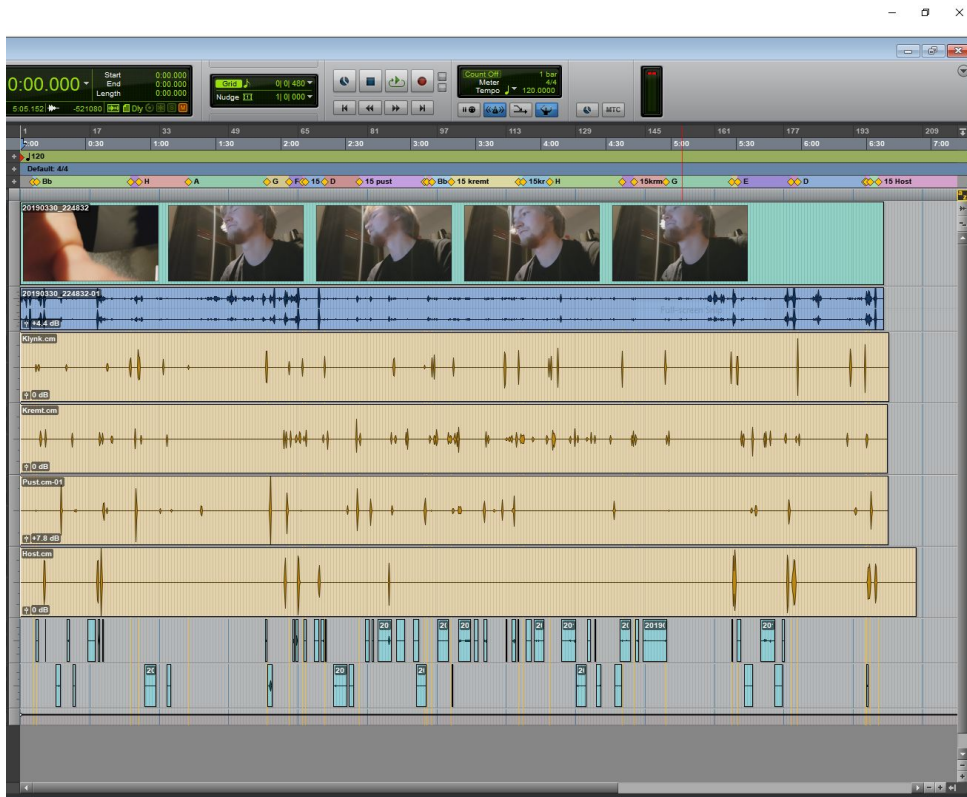 0:00.000
Start 0:00.000
End 0:00.000
Length 0:00.000
5:05.152 -521080 Dly
Grid 0| 0| 480
Nudge 1| 0| 000
Count Off 1 bar
Meter 4/4
Tempo 120.0000
MTC
1 17 33 49 65 81 97 113 129 145 161 177 193 209
0:00 0:30 1:00 1:30 2:00 2:30 3:00 3:30 4:00 4:30 5:00 5:30 6:00 6:30 7:00
120
Default: 4/4
Bb H A G F 15 D 15 pust Bb 15 kremt 15kr H 15krm G E D 15 Host
20190330_224832
20190330_224832-01
+4.4 dB
Klynk.cm
0 dB
Kremt.cm
0 dB
Pust.cm-01
+7.8 dB
Host.cm
0 dB